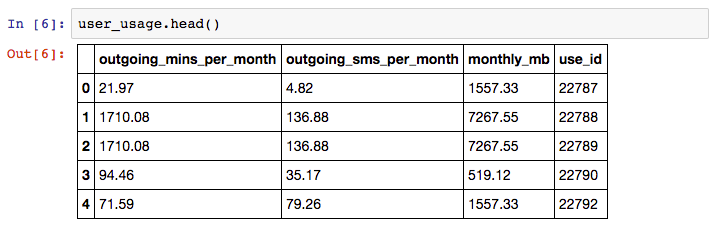 In [6]: user_usage.head()
Out[6]:
outgoing_mins_per_month outgoing_sms_per_month monthly_mb use_id
0 21.97 4.82 1557.33 22787
1 1710.08 136.88 7267.55 22788
2 1710.08 136.88 7267.55 22789
3 94.46 35.17 519.12 22790
4 71.59 79.26 1557.33 22792